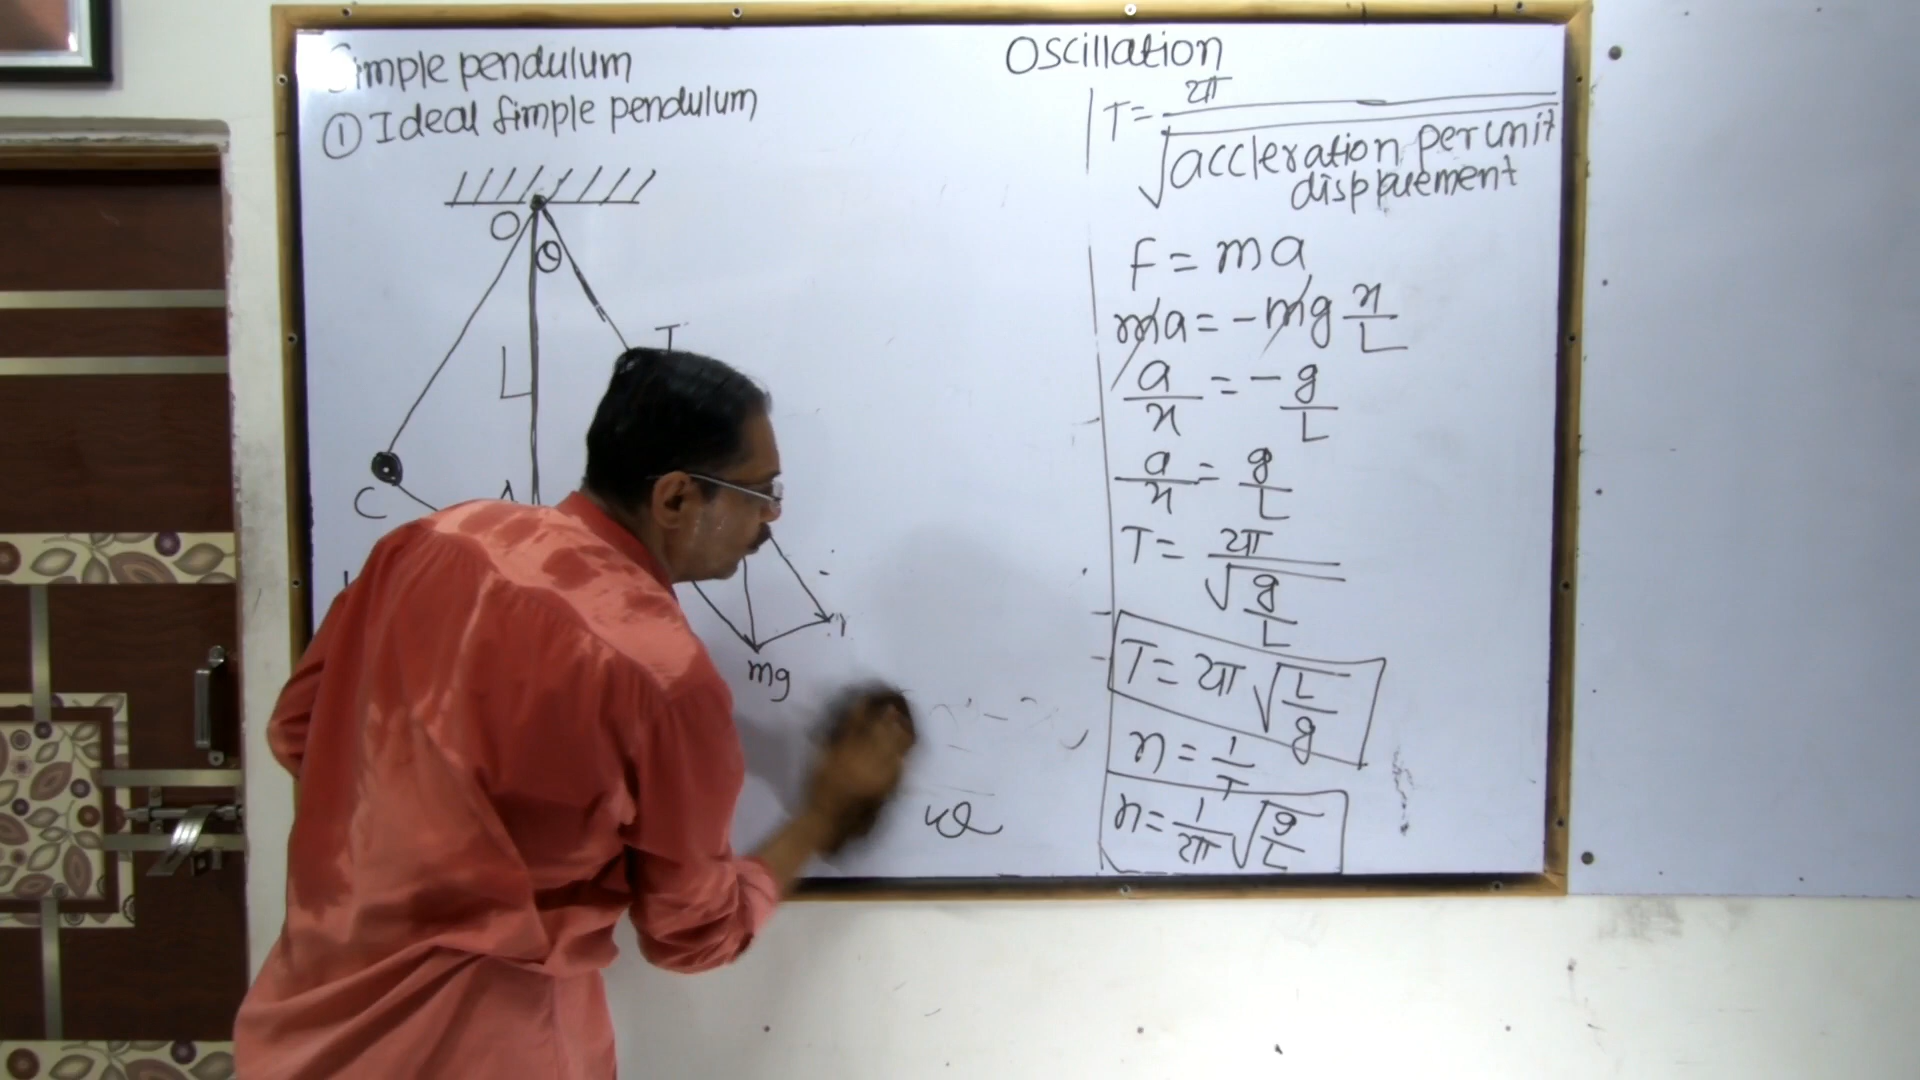 Simple pendulum
① Ideal simple pendulum
O
θ
L
T
C
mg
Oscillation
T = 2π / √accleration per unit displacement
F = ma
ma = -mg x/L
a/x = -g/L
a/x = g/L
T = 2π / √g/L
T = 2π √L/g
n = 1/T
n = 1/2π √g/L